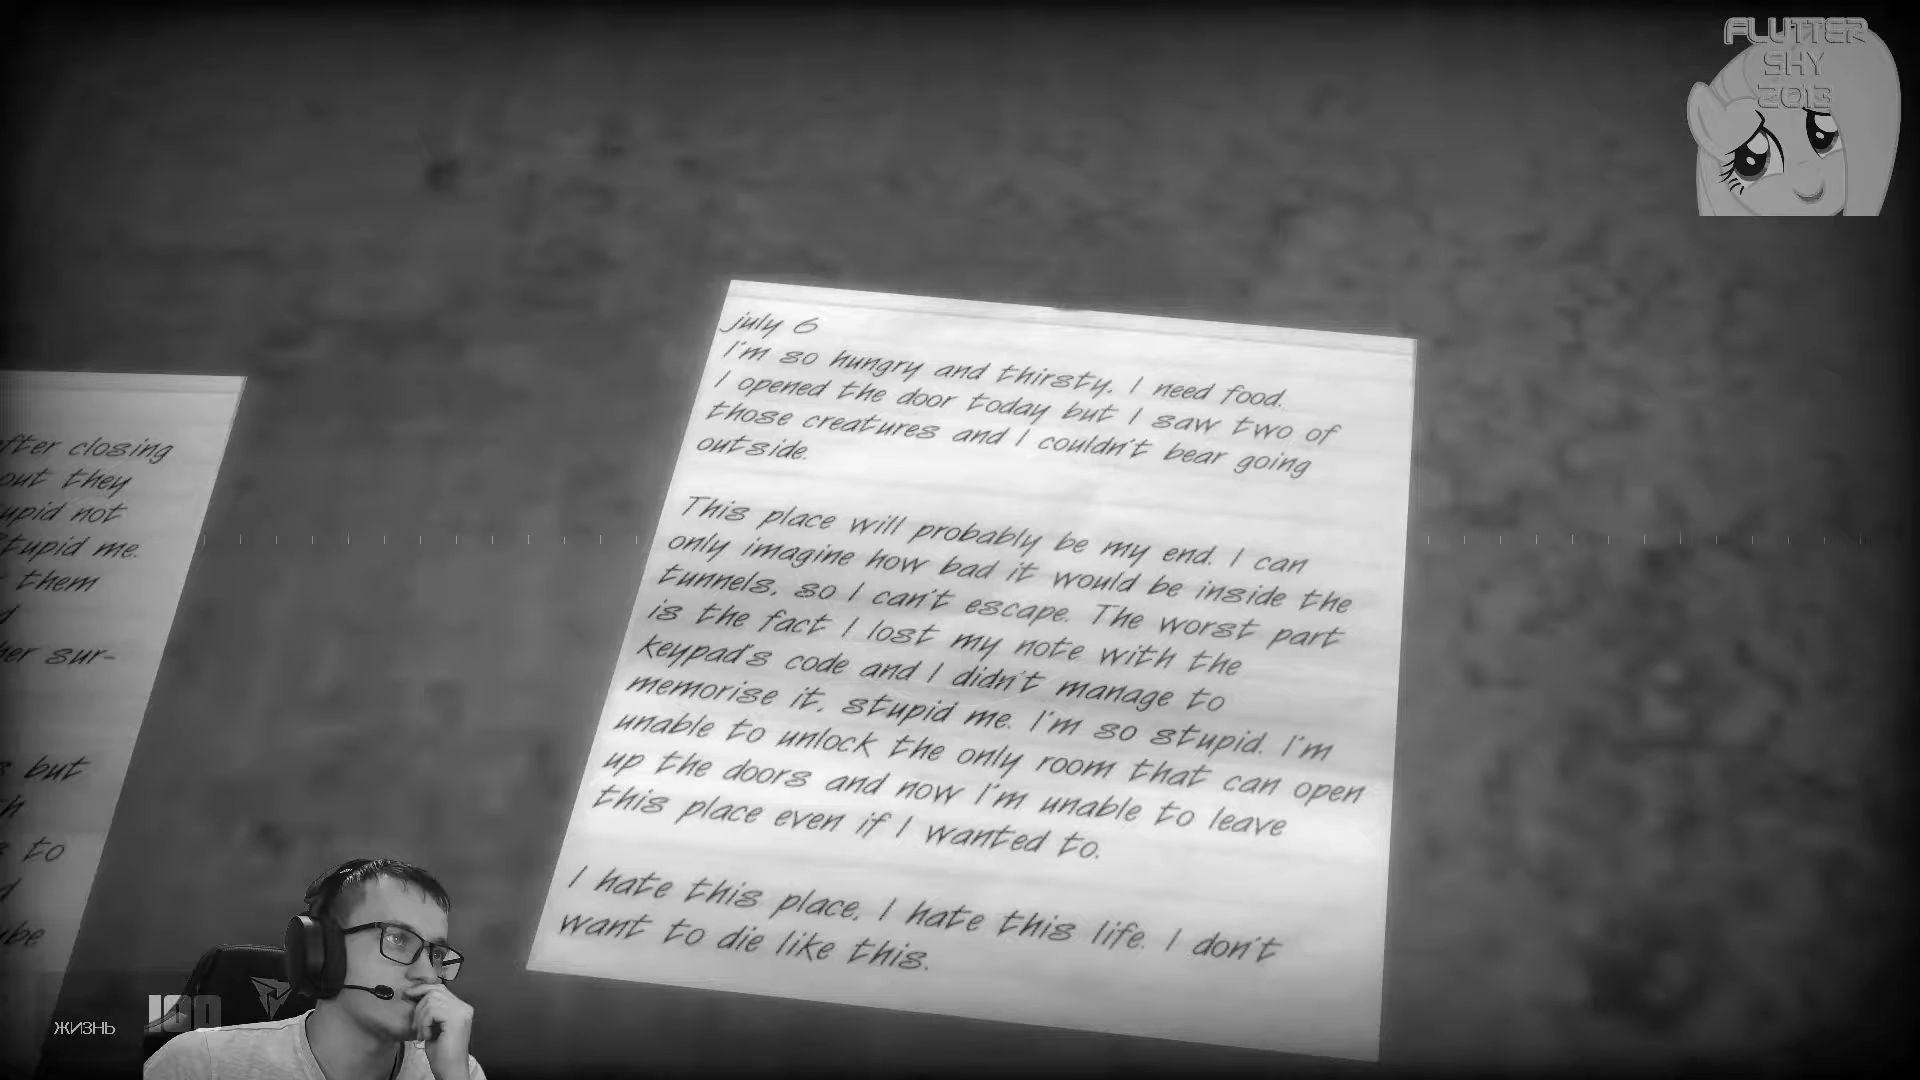 FLUTTER
SHY
2013
july 6
I'm so hungry and thirsty. I need food.
I opened the door today but I saw two of
those creatures and I couldn't bear going
outside.
This place will probably be my end. I can
only imagine how bad it would be inside the
tunnels, so I can't escape. The worst part
is the fact I lost my note with the
keypad's code and I didn't manage to
memorise it, stupid me. I'm so stupid. I'm
unable to unlock the only room that can open
up the doors and now I'm unable to leave
this place even if I wanted to.
I hate this place, I hate this life. I don't
want to die like this.
after closing
but they
stupid not
stupid me.
them
her sur-
but
to
ЖИЗНЬ
100